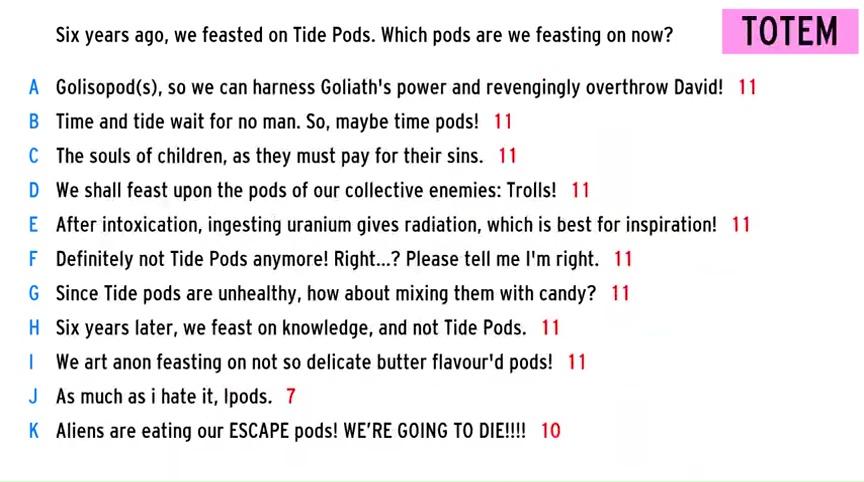 Six years ago, we feasted on Tide Pods. Which pods are we feasting on now?
TOTEM
A Golisopod(s), so we can harness Goliath's power and revengingly overthrow David! 11
B Time and tide wait for no man. So, maybe time pods! 11
C The souls of children, as they must pay for their sins. 11
D We shall feast upon the pods of our collective enemies: Trolls! 11
E After intoxication, ingesting uranium gives radiation, which is best for inspiration! 11
F Definitely not Tide Pods anymore! Right...? Please tell me I'm right. 11
G Since Tide pods are unhealthy, how about mixing them with candy? 11
H Six years later, we feast on knowledge, and not Tide Pods. 11
I We art anon feasting on not so delicate butter flavour'd pods! 11
J As much as i hate it, Ipods. 7
K Aliens are eating our ESCAPE pods! WE’RE GOING TO DIE!!!! 10